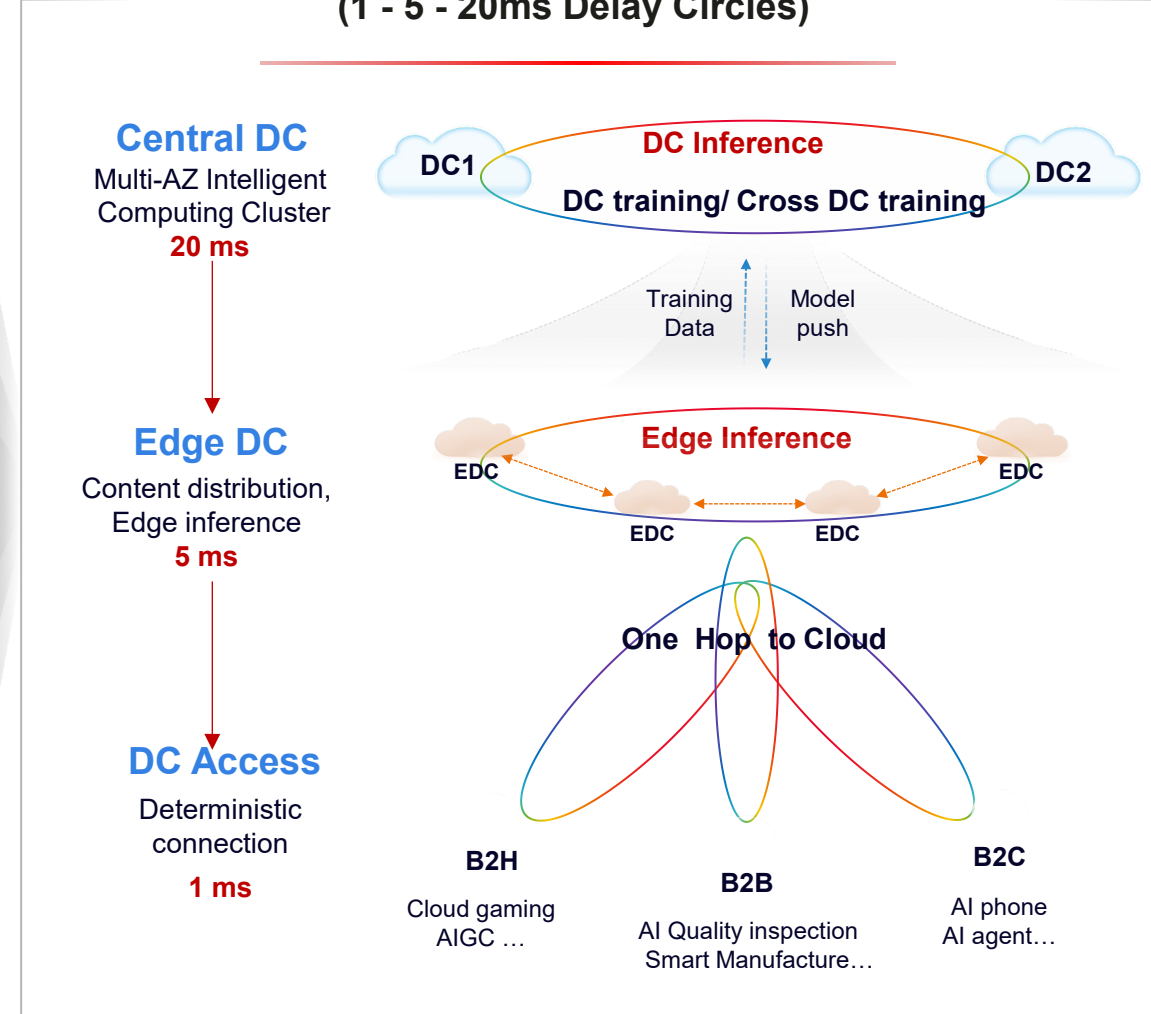 (1 - 5 - 20ms Delay Circles)
Central DC
Multi-AZ Intelligent
Computing Cluster
20 ms
DC1
DC Inference
DC2
DC training/ Cross DC training
Training
Data
Model
push
Edge DC
Content distribution,
Edge inference
5 ms
Edge Inference
EDC
EDC
EDC
EDC
One Hop to Cloud
DC Access
Deterministic
connection
1 ms
B2H
Cloud gaming
AIGC …
B2B
AI Quality inspection
Smart Manufacture…
B2C
AI phone
AI agent…